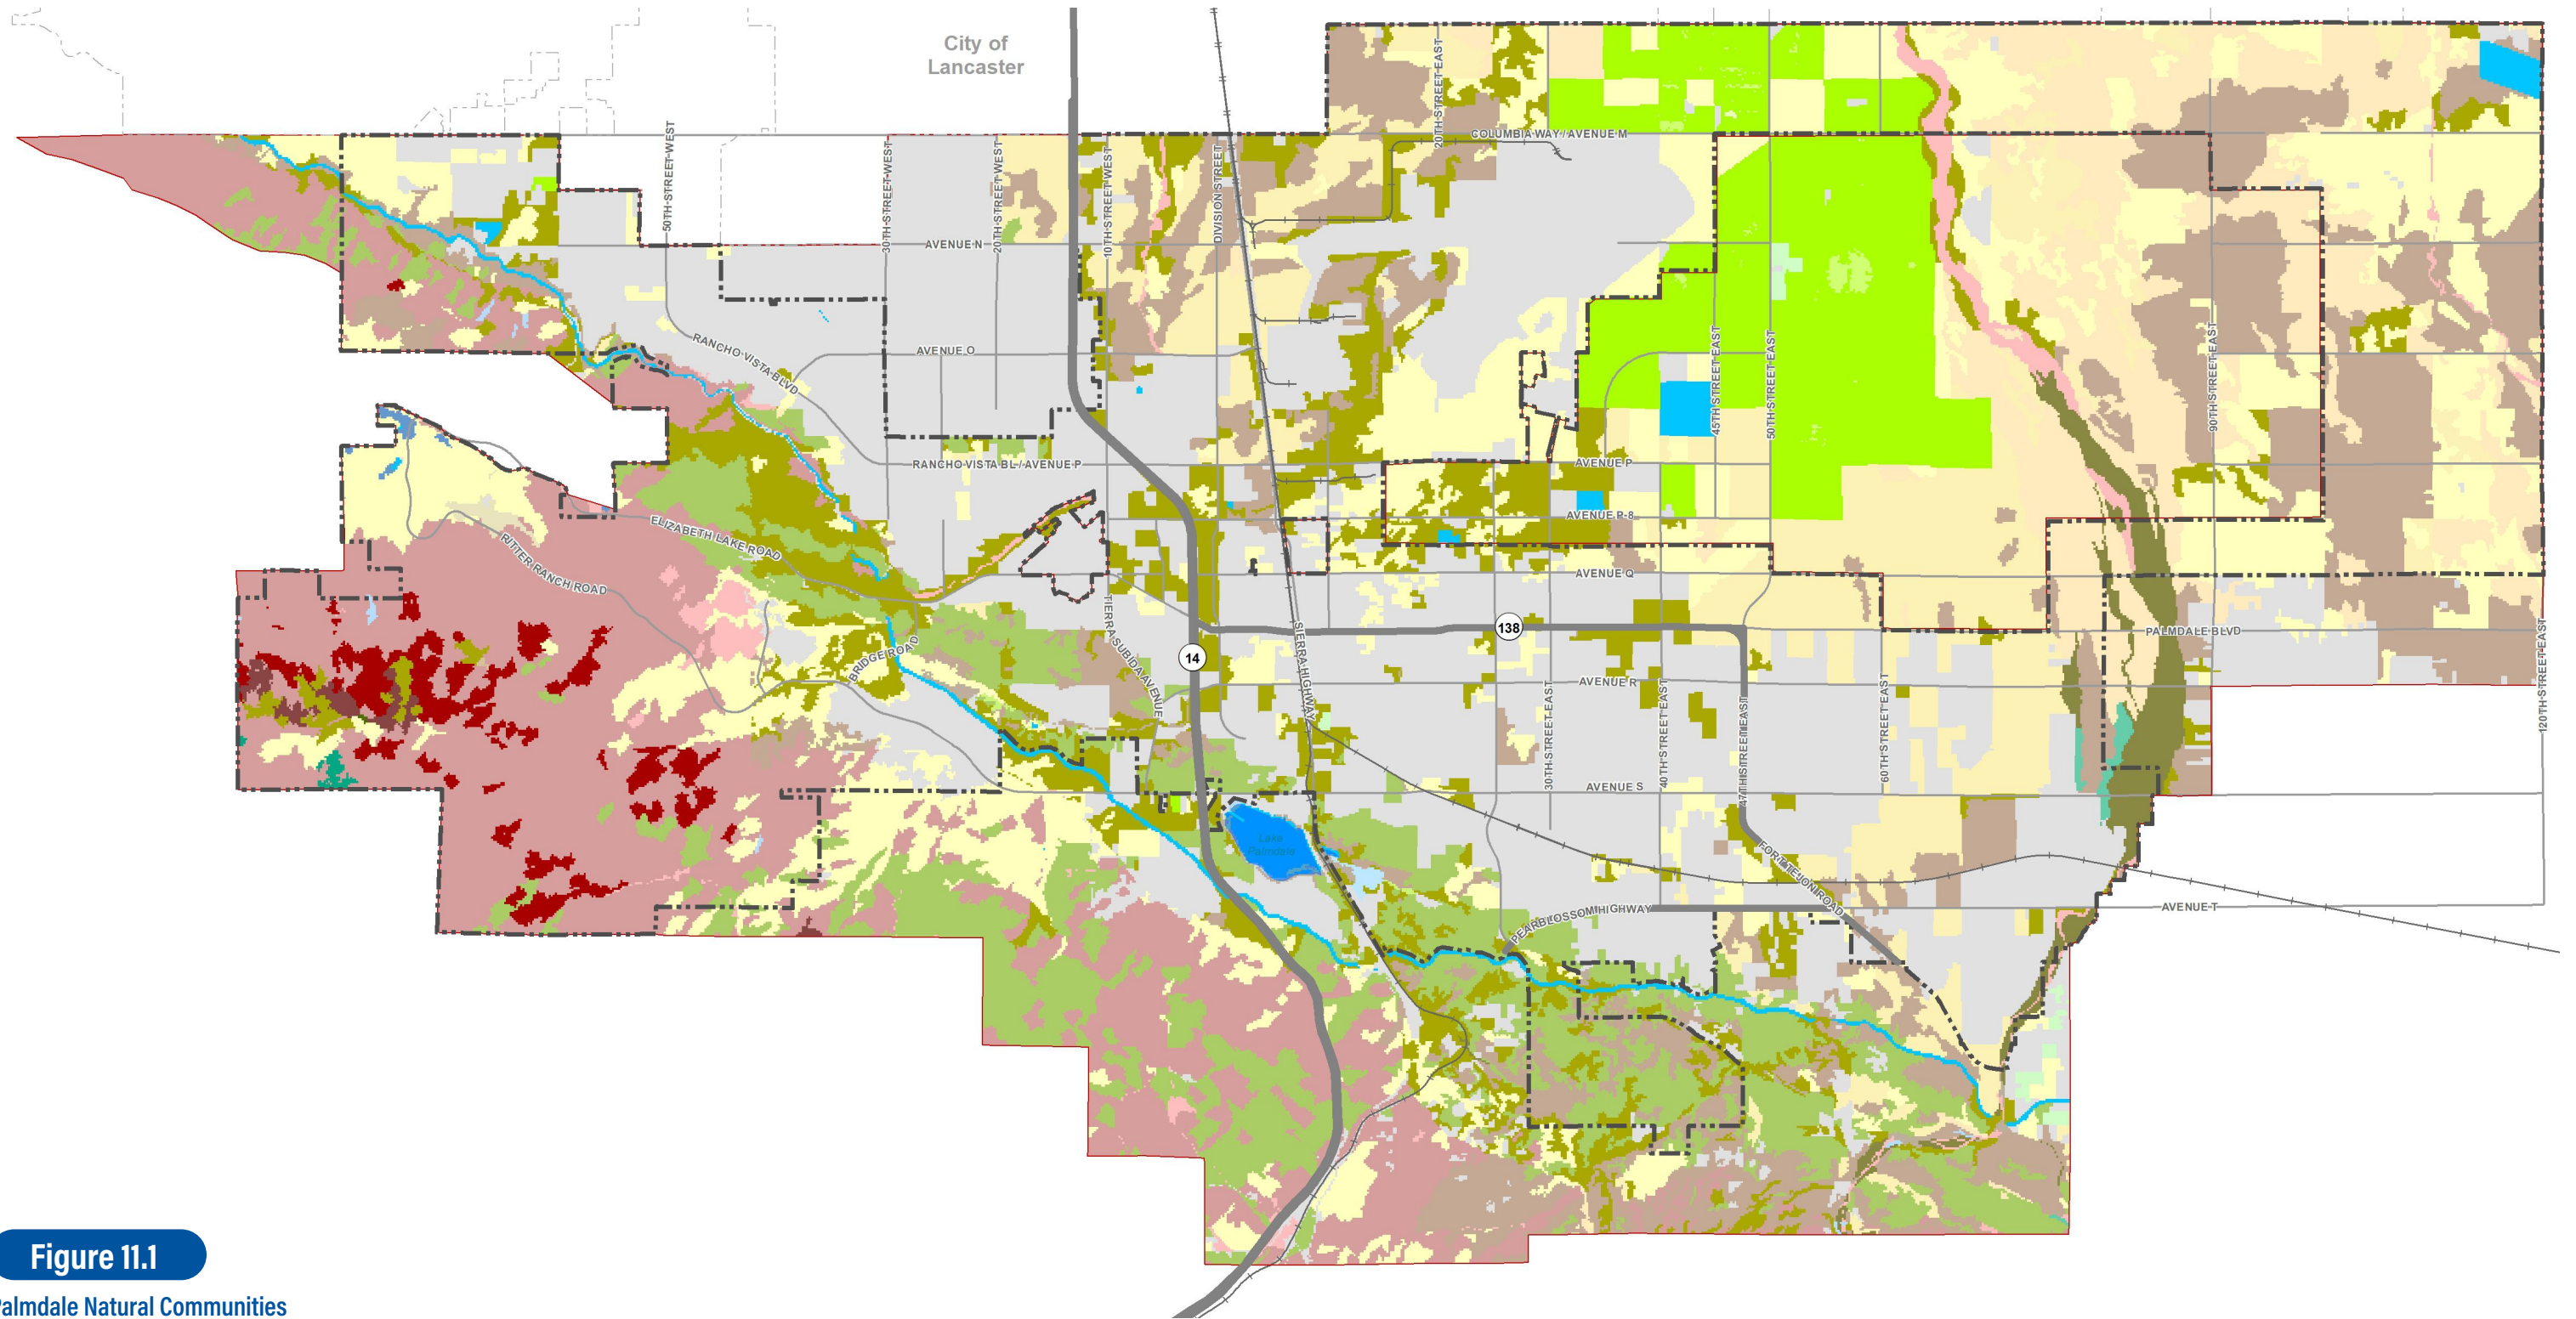 City of
Lancaster
20TH STREET EAST
COLUMBIA WAY / AVENUE M
50TH STREET WEST
30TH STREET WEST
20TH STREET WEST
10TH STREET WEST
DIVISION STREET
AVENUE N
RANCHO VISTA BLVD
AVENUE O
45TH STREET EAST
50TH STREET EAST
90TH STREET EAST
RANCHO VISTA BL / AVENUE P
AVENUE P
ELIZABETH LAKE ROAD
AVENUE P-8
RITTER RANCH ROAD
AVENUE Q
TIERRA SUBIDA AVENUE
SIERRA HIGHWAY
138
PALMDALE BLVD
BRIDGE ROAD
14
AVENUE R
30TH STREET EAST
40TH STREET EAST
47TH STREET EAST
60TH STREET EAST
120TH STREET EAST
AVENUE S
Lake
Palmdale
FORT TEJON ROAD
PEARBLOSSOM HIGHWAY
AVENUE T
Figure 11.1
Palmdale Natural Communities